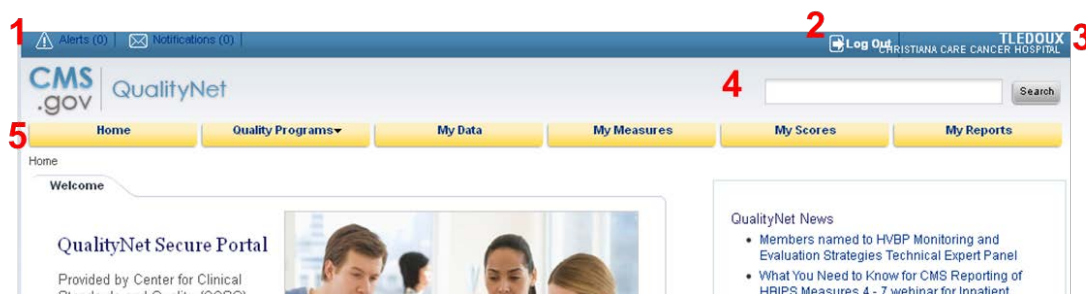 1 Alerts (0) Notifications (0) 2 Log Out TLEDOUX 3
CHRISTIANA CARE CANCER HOSPITAL
CMS
.gov QualityNet 4 Search
5 Home Quality Programs▾ My Data My Measures My Scores My Reports
Home
Welcome
QualityNet Secure Portal
Provided by Center for Clinical
Standards and Quality
QualityNet News
• Members named to HVBP Monitoring and
Evaluation Strategies Technical Expert Panel
• What You Need to Know for CMS Reporting of
HBIPS Measures 4 - 7 webinar for Inpatient